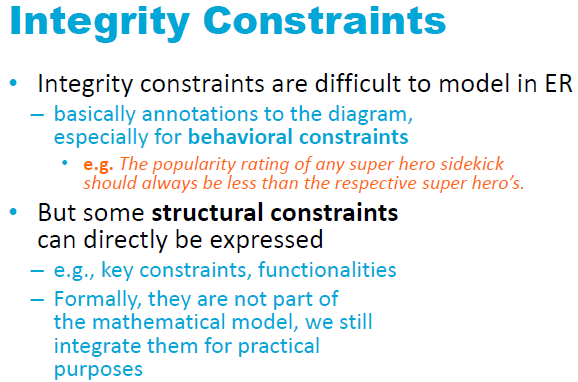 Integrity Constraints
• Integrity constraints are difficult to model in ER
– basically annotations to the diagram,
especially for behavioral constraints
• e.g. The popularity rating of any super hero sidekick
should always be less than the respective super hero's.
• But some structural constraints
can directly be expressed
– e.g., key constraints, functionalities
– Formally, they are not part of
the mathematical model, we still
integrate them for practical
purposes